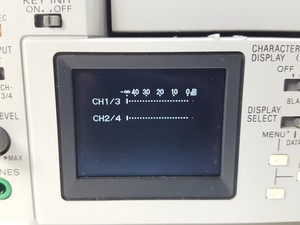 KEY INH
ON..OFF
PUT
CH-
3/4
LEVEL
•MAX
NES
-∞ 40 30 20 10 0 dB
CH1/3
CH2/4
CHARACTER
DISPLAY
OFF
DISPLAY
SELECT
MENU
DATA